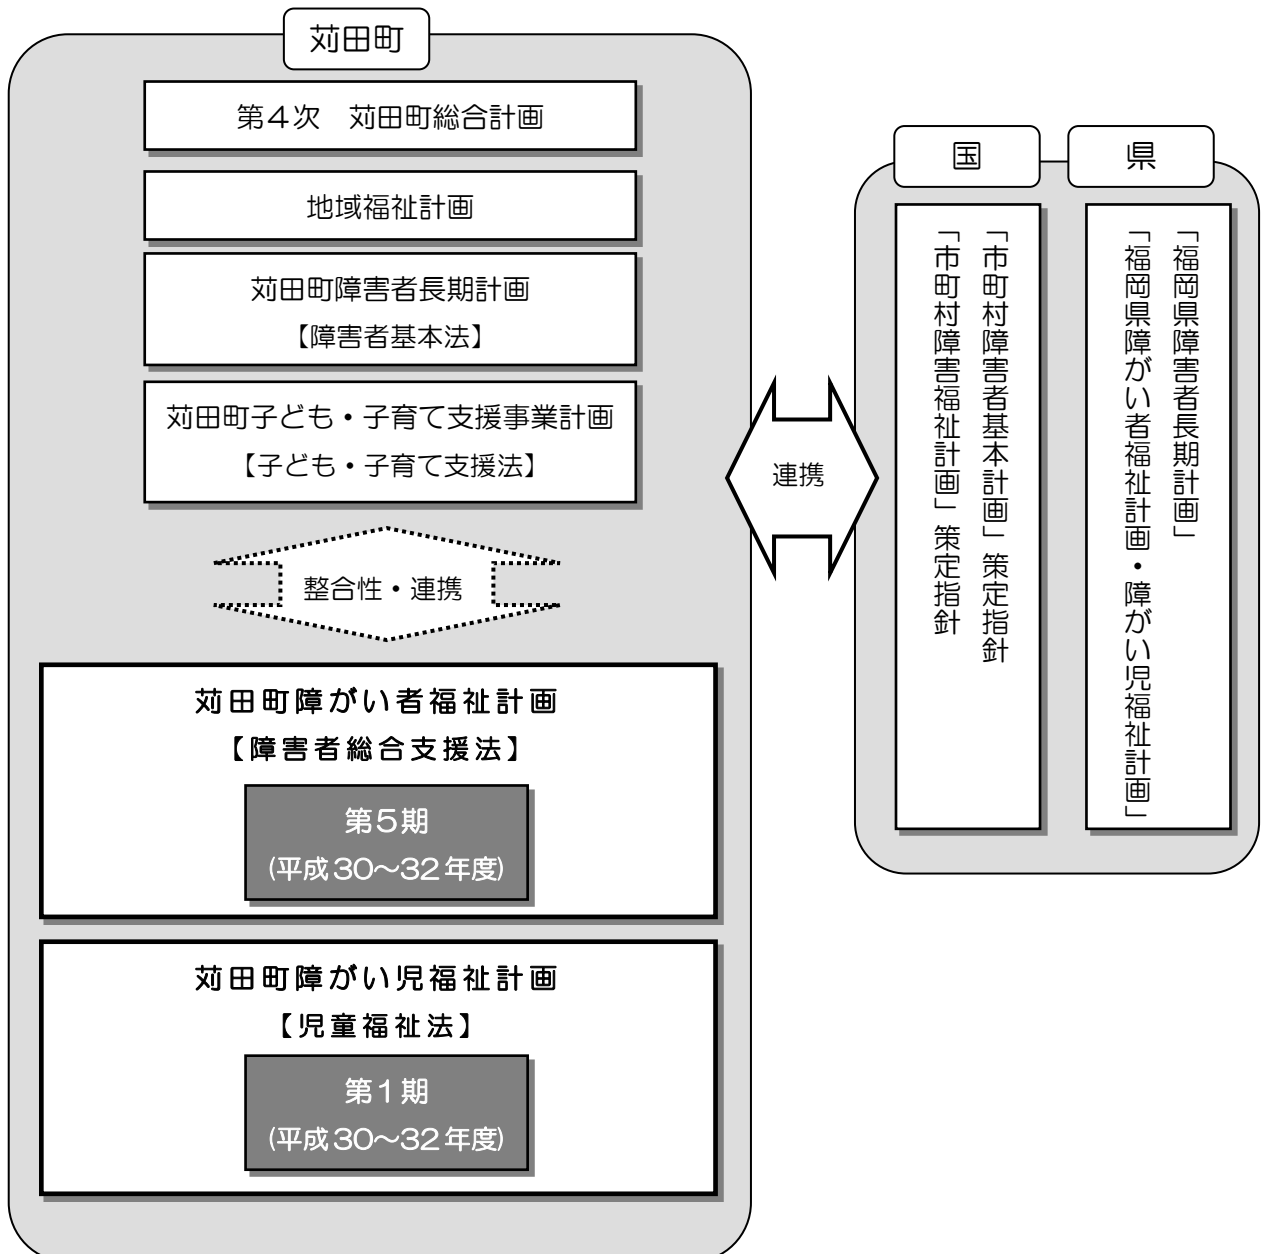 苅田町
第4次　苅田町総合計画
地域福祉計画
苅田町障害者長期計画
【障害者基本法】
苅田町子ども・子育て支援事業計画
【子ども・子育て支援法】
整合性・連携
苅田町障がい者福祉計画
【障害者総合支援法】
第5期
(平成30～32年度)
苅田町障がい児福祉計画
【児童福祉法】
第1期
(平成30～32年度)
連携
国
「市町村障害者基本計画」策定指針
「市町村障害福祉計画」策定指針
県
「福岡県障害者長期計画」
「福岡県障がい者福祉計画・障がい児福祉計画」